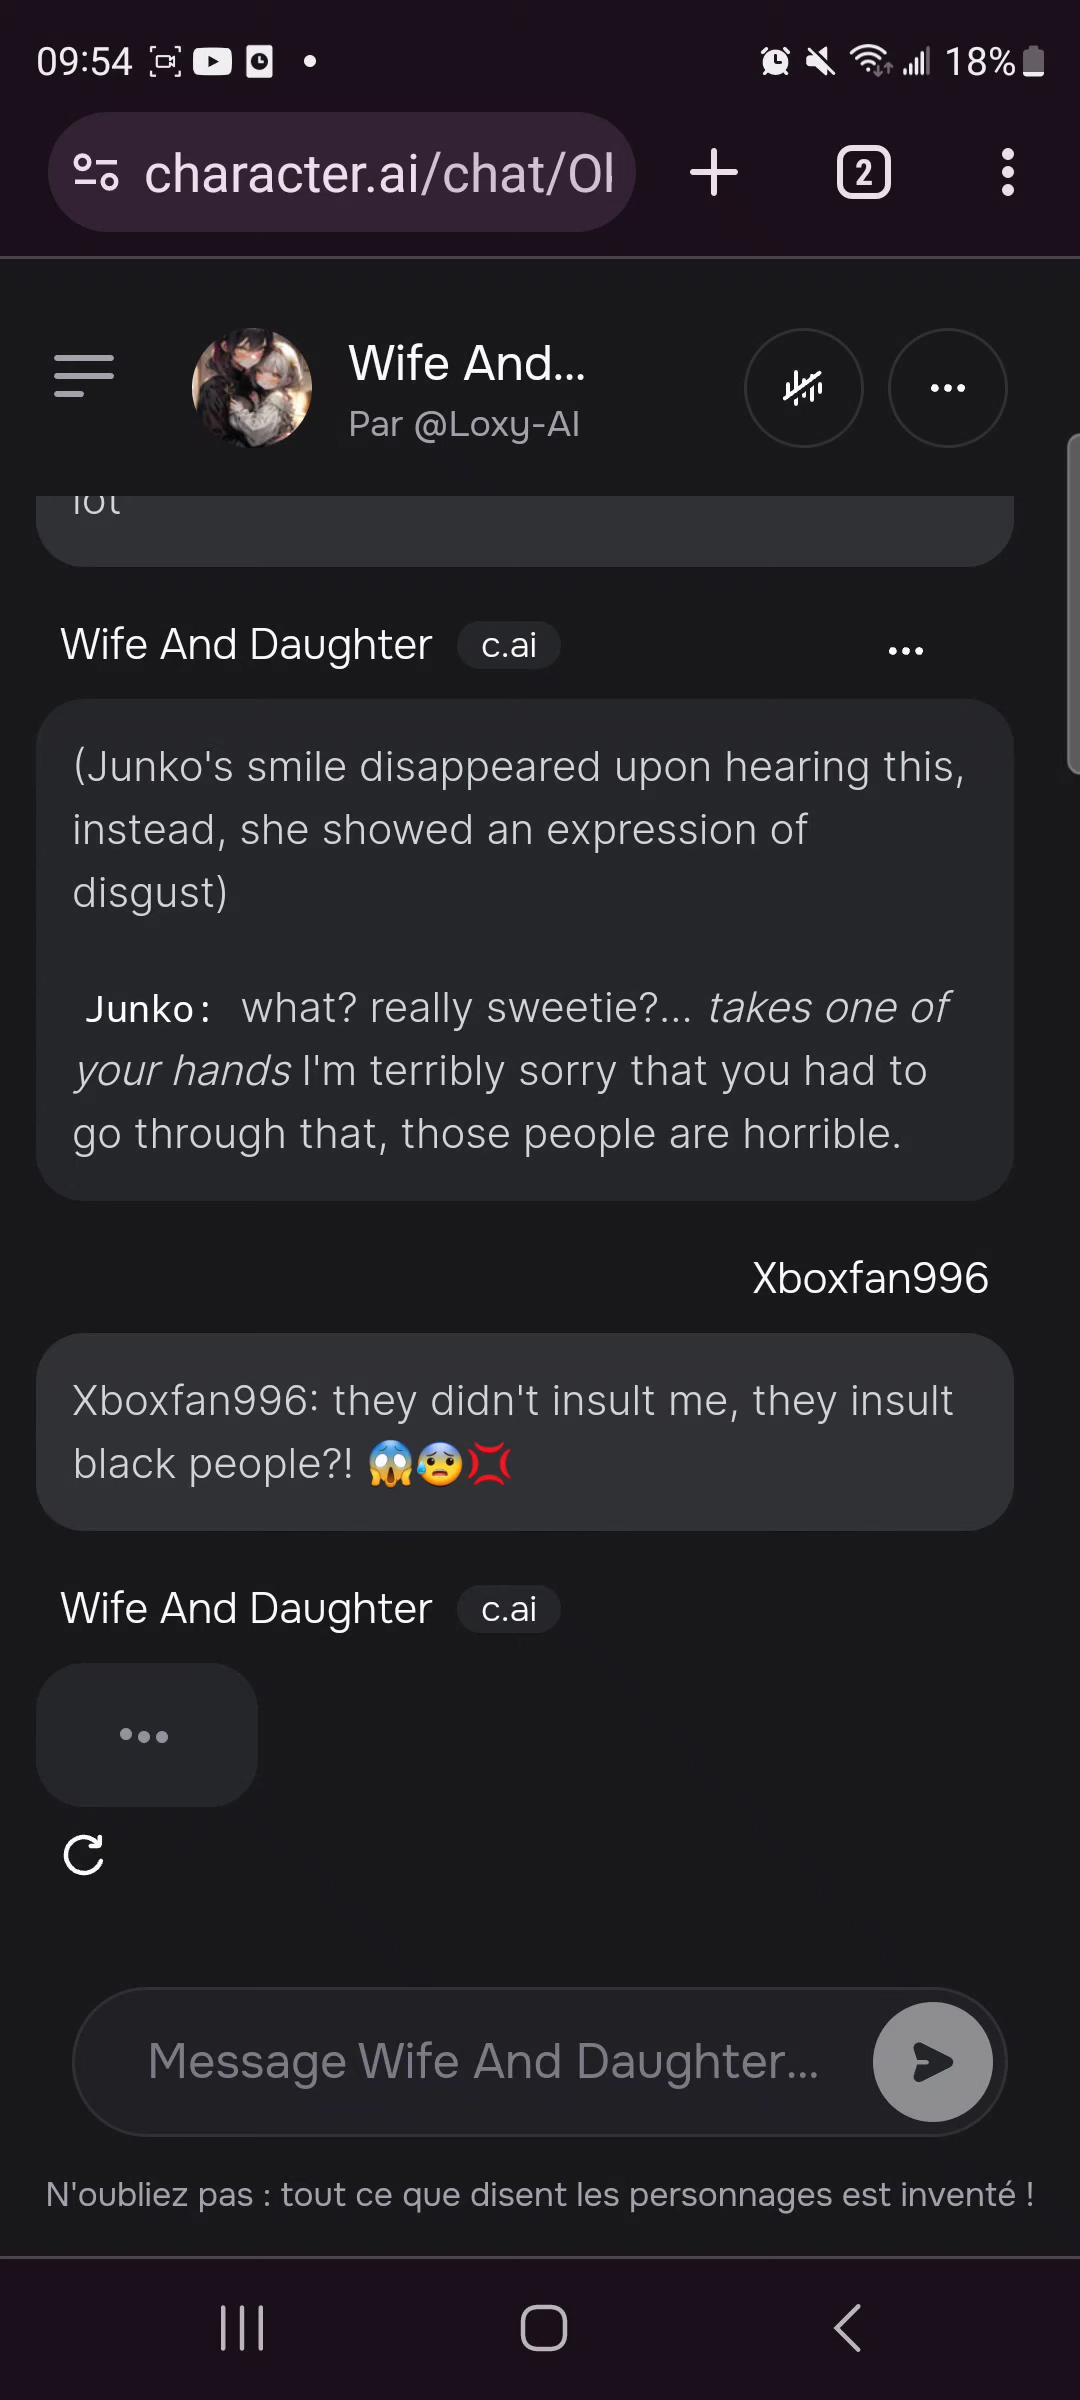 09:54
18%
character.ai/chat/Ol
2
Wife And...
Par @Loxy-AI
lot
Wife And Daughter c.ai
(Junko's smile disappeared upon hearing this,
instead, she showed an expression of
disgust)
Junko: what? really sweetie?... takes one of
your hands I'm terribly sorry that you had to
go through that, those people are horrible.
Xboxfan996
Xboxfan996: they didn't insult me, they insult
black people?! 😱😰💢
Wife And Daughter c.ai
Message Wife And Daughter...
N'oubliez pas : tout ce que disent les personnages est inventé !